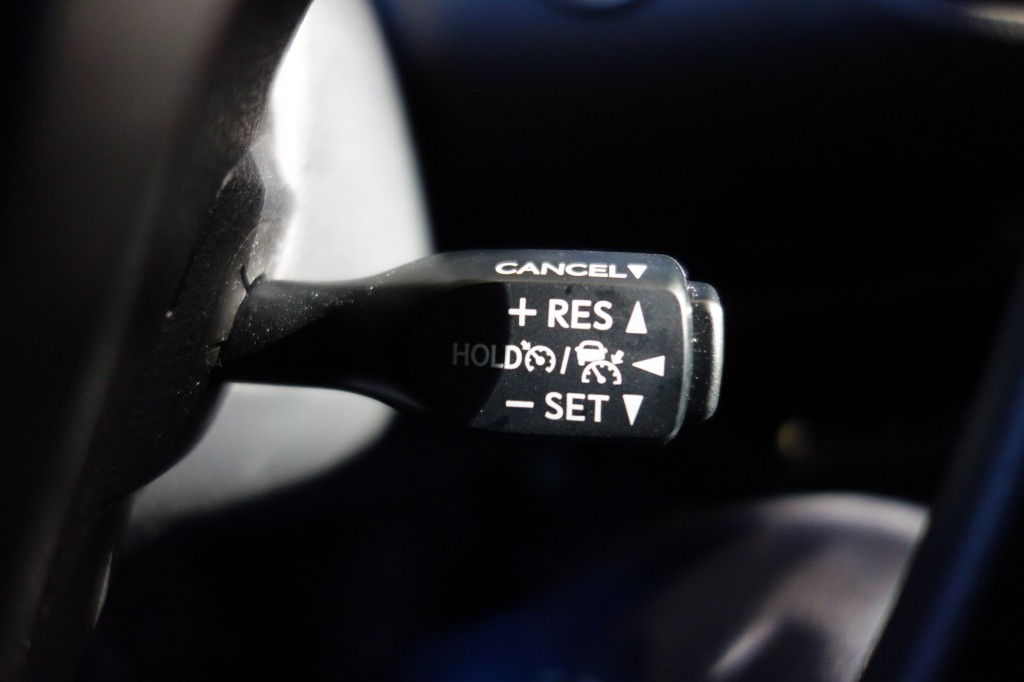 CANCEL▼
+ RES ▲
HOLD / ◀
− SET ▼